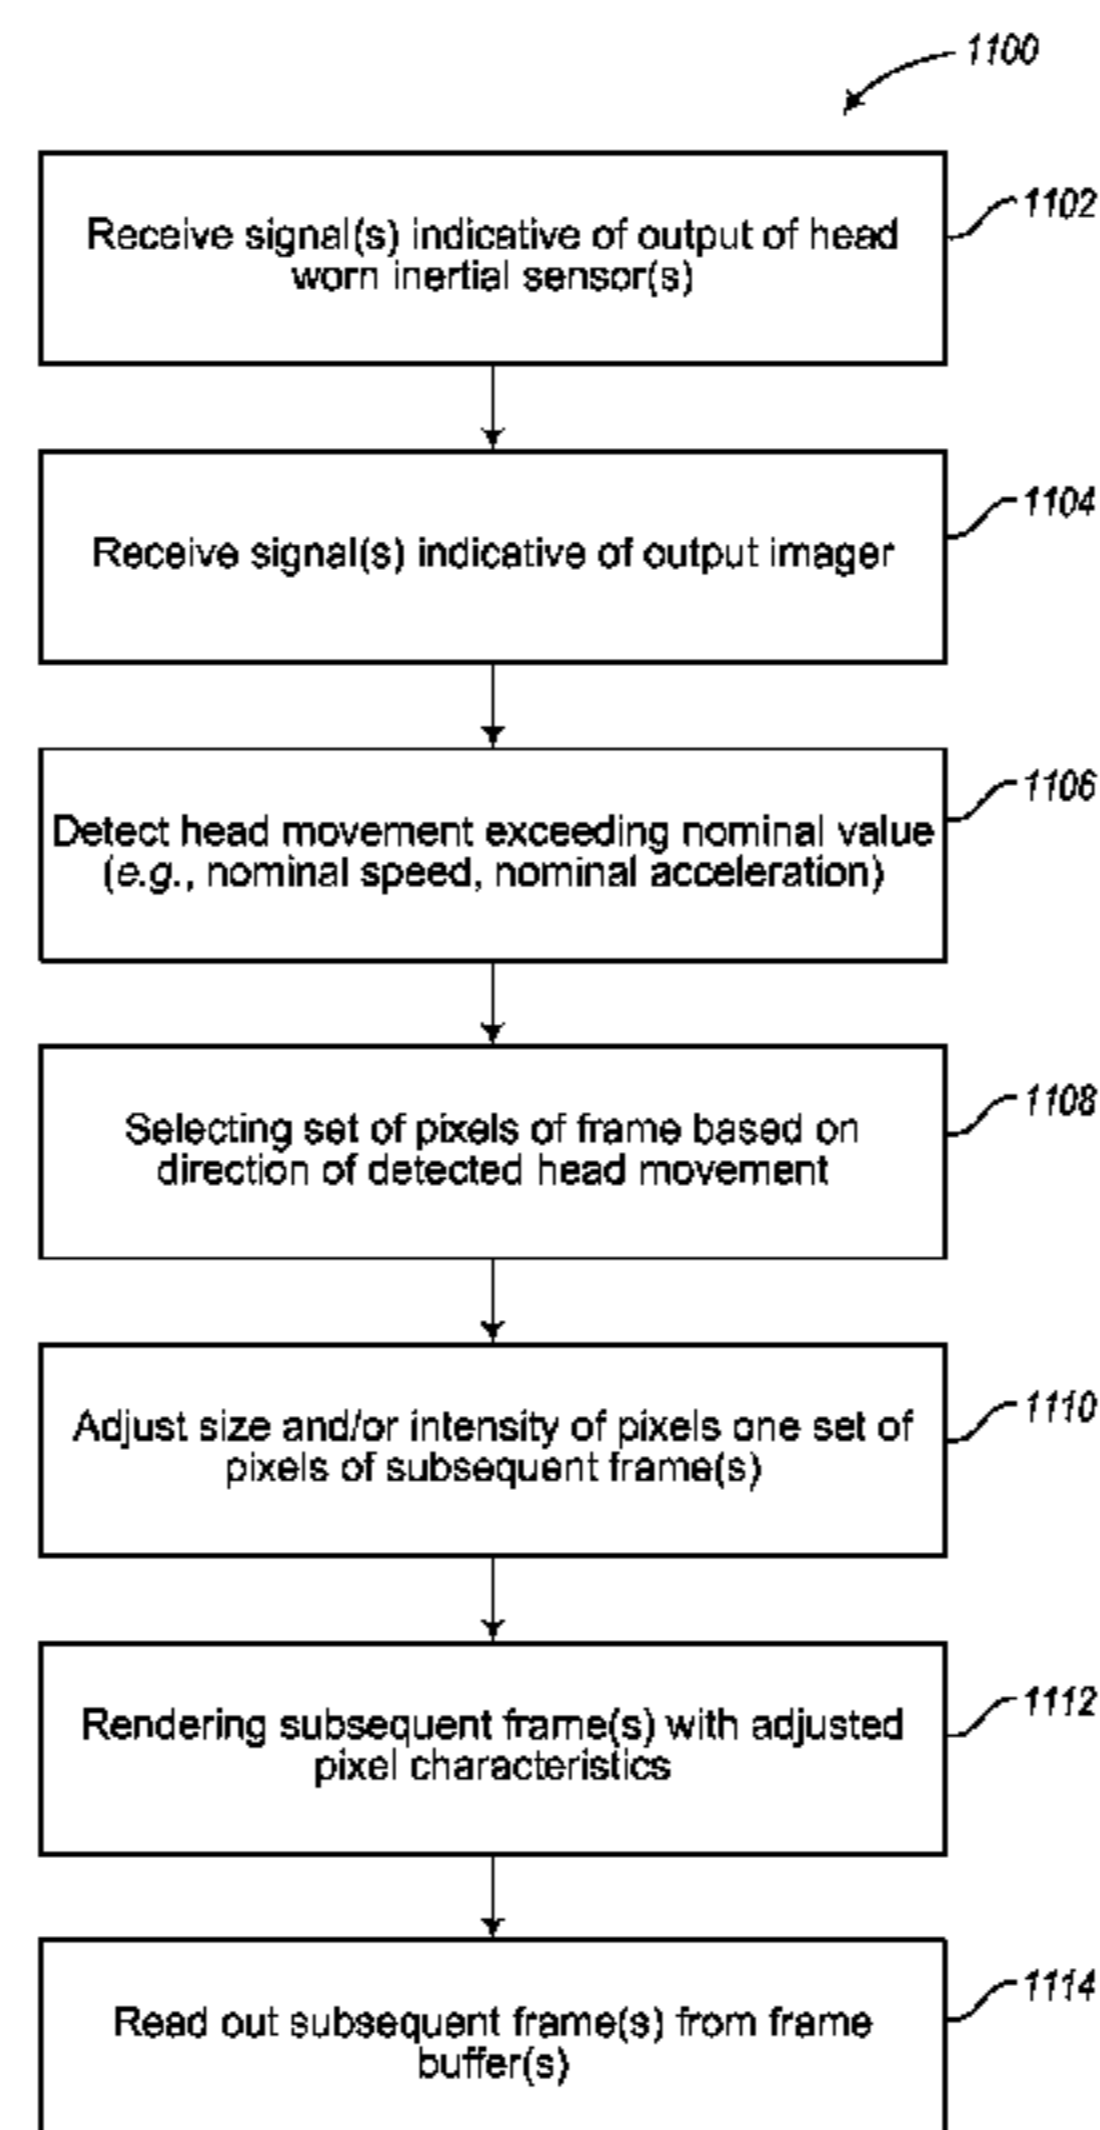 1100
1102
Receive signal(s) indicative of output of head
worn inertial sensor(s)
1104
Receive signal(s) indicative of output imager
1106
Detect head movement exceeding nominal value
(e.g., nominal speed, nominal acceleration)
1108
Selecting set of pixels of frame based on
direction of detected head movement
1110
Adjust size and/or intensity of pixels one set of
pixels of subsequent frame(s)
1112
Rendering subsequent frame(s) with adjusted
pixel characteristics
1114
Read out subsequent frame(s) from frame
buffer(s)